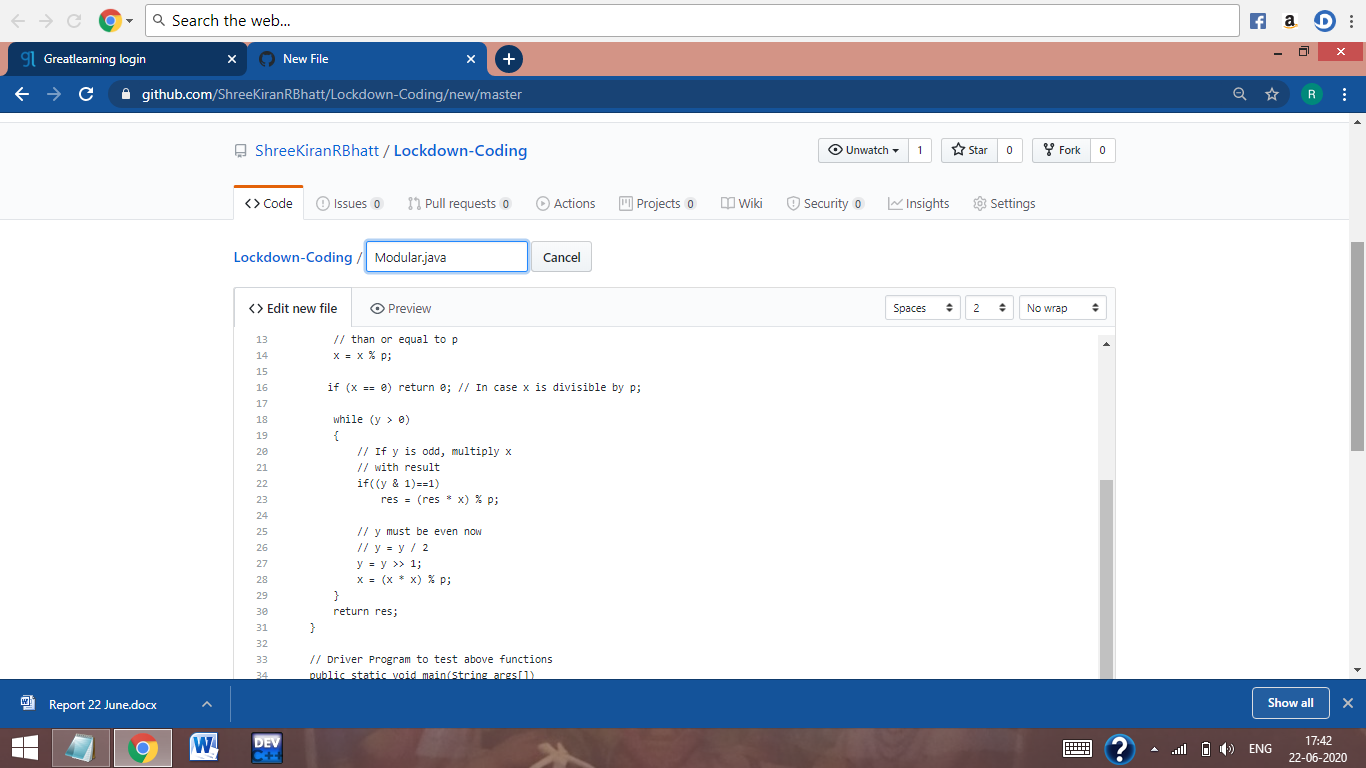 Search the web...
Greatlearning login
New File
github.com/ShreeKiranRBhatt/Lockdown-Coding/new/master
R
ShreeKiranRBhatt / Lockdown-Coding
Unwatch 1 Star 0 Fork 0
<> Code Issues 0 Pull requests 0 Actions Projects 0 Wiki Security 0 Insights Settings
Lockdown-Coding / Modular.java Cancel
<> Edit new file Preview Spaces 2 No wrap
13 // than or equal to p
14 x = x % p;
15
16 if (x == 0) return 0; // In case x is divisible by p;
17
18 while (y > 0)
19 {
20 // If y is odd, multiply x
21 // with result
22 if((y & 1)==1)
23 res = (res * x) % p;
24
25 // y must be even now
26 // y = y / 2
27 y = y >> 1;
28 x = (x * x) % p;
29 }
30 return res;
31 }
32
33 // Driver Program to test above functions
34 public static void main(String args[])
Report 22 June.docx
Show all
DEV
C++
ENG
17:42
22-06-2020